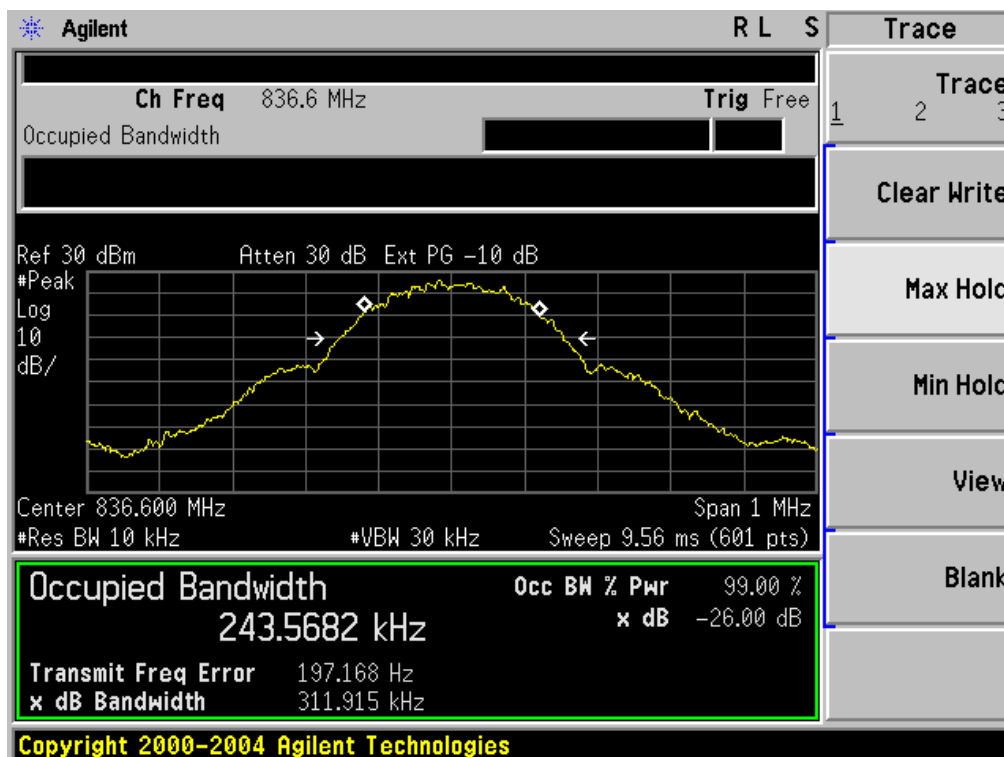 Agilent
R L S
Trace
Ch Freq 836.6 MHz
Trig Free
Occupied Bandwidth
Ref 30 dBm
Atten 30 dB
Ext PG -10 dB
#Peak
Log
10
dB/
Center 836.600 MHz
Span 1 MHz
#Res BW 10 kHz
#VBW 30 kHz
Sweep 9.56 ms (601 pts)
Occupied Bandwidth
243.5682 kHz
Occ BW % Pwr 99.00 %
x dB -26.00 dB
Transmit Freq Error 197.168 Hz
x dB Bandwidth 311.915 kHz
Copyright 2000-2004 Agilent Technologies
Trace
1 2 3
Clear Write
Max Hold
Min Hold
View
Blank